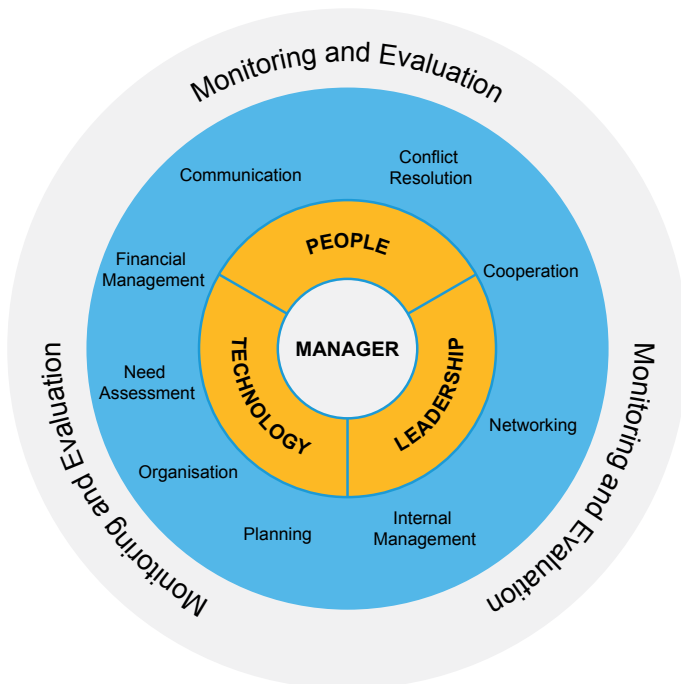 Monitoring and Evaluation
Communication
Conflict
Resolution
PEOPLE
Financial
Management
Cooperation
MANAGER
TECHNOLOGY
LEADERSHIP
Need
Assessment
Networking
Organisation
Planning
Internal
Management
Monitoring and Evaluation
Monitoring and Evaluation